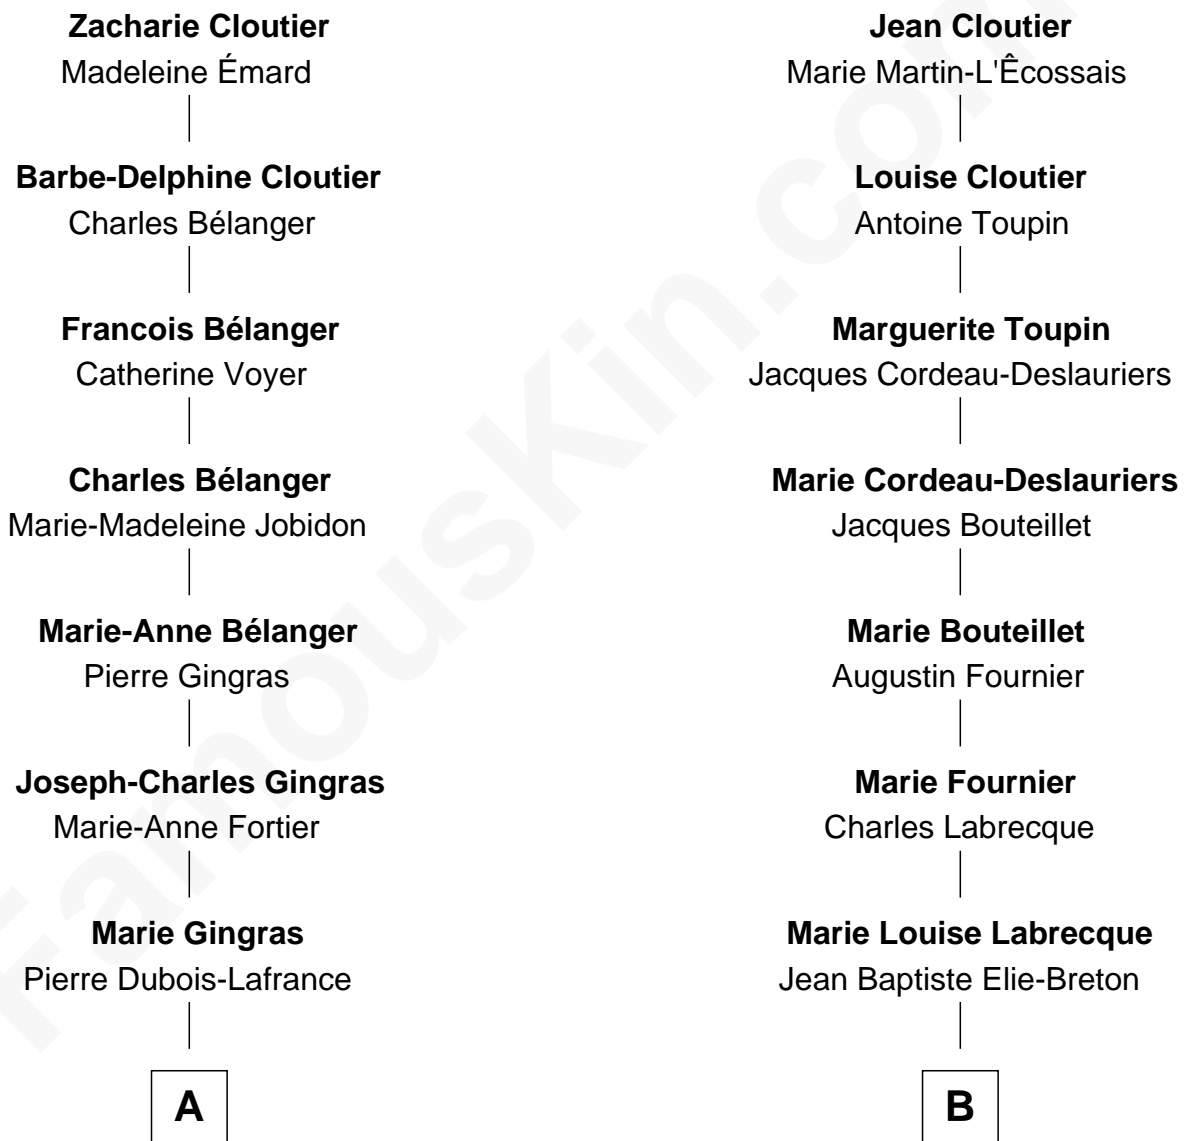 Zacharie Cloutier
Madeleine Émard
Barbe-Delphine Cloutier
Charles Bélanger
Francois Bélanger
Catherine Voyer
Charles Bélanger
Marie-Madeleine Jobidon
Marie-Anne Bélanger
Pierre Gingras
Joseph-Charles Gingras
Marie-Anne Fortier
Marie Gingras
Pierre Dubois-Lafrance
A
Jean Cloutier
Marie Martin-L'Êcossais
Louise Cloutier
Antoine Toupin
Marguerite Toupin
Jacques Cordeau-Deslauriers
Marie Cordeau-Deslauriers
Jacques Bouteillet
Marie Bouteillet
Augustin Fournier
Marie Fournier
Charles Labrecque
Marie Louise Labrecque
Jean Baptiste Elie-Breton
B
FamousKin.com